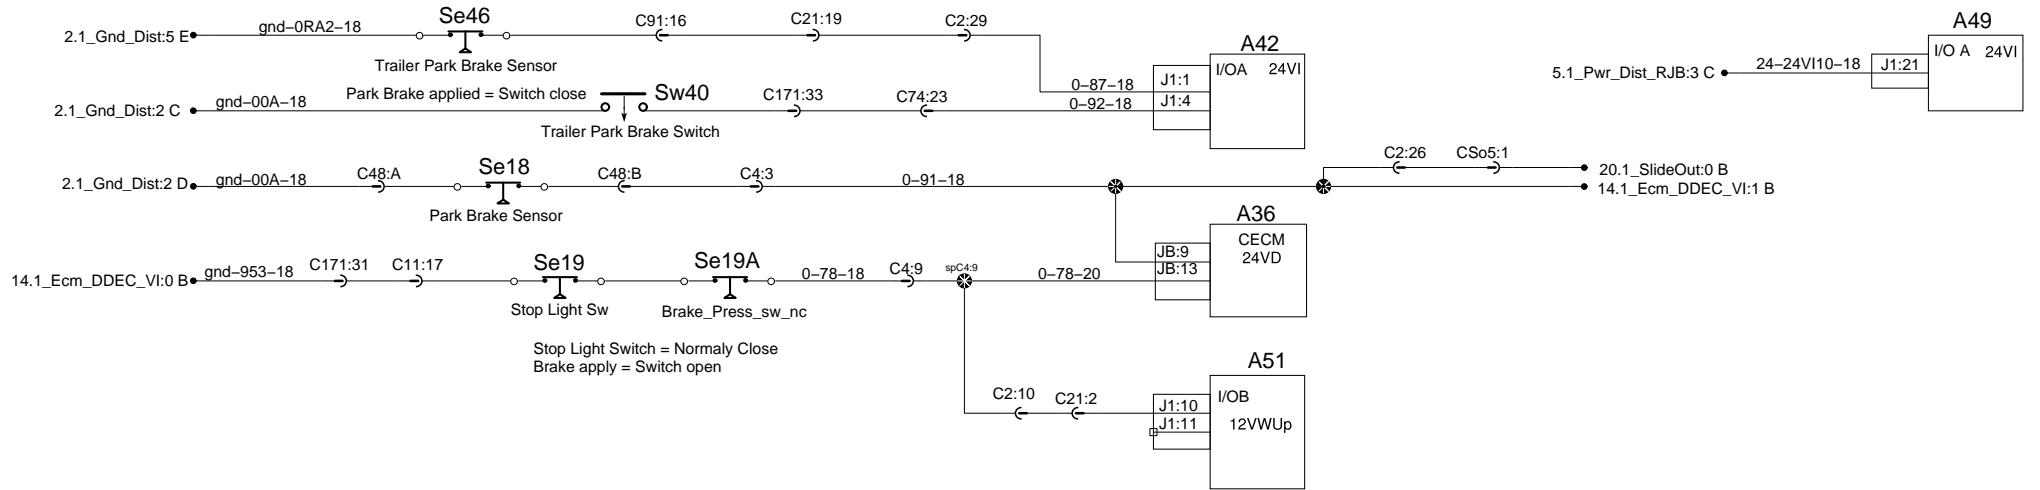 Se46
C91:16
C21:19
C2:29
A49
gnd-0RA2-18
2.1_Gnd_Dist:5 E
A42
I/O A 24VI
Trailer Park Brake Sensor
I/OA 24VI
24-24VI10-18
J1:21
5.1_Pwr_Dist_RJB:3 C
J1:1
0-87-18
Park Brake applied = Switch close
Sw40
C171:33
C74:23
J1:4
0-92-18
gnd-00A-18
2.1_Gnd_Dist:2 C
Trailer Park Brake Switch
C2:26
CSo5:1
Se18
20.1_SlideOut:0 B
C48:A
C48:B
C4:3
0-91-18
gnd-00A-18
2.1_Gnd_Dist:2 D
14.1_Ecm_DDEC_VI:1 B
Park Brake Sensor
A36
CECM
24VD
JB:9
JB:13
Se19
Se19A
C171:31
C11:17
gnd-953-18
0-78-18
C4:9
spC4:9
0-78-20
14.1_Ecm_DDEC_VI:0 B
Stop Light Sw
Brake_Press_sw_nc
Stop Light Switch = Normaly Close
Brake apply = Switch open
A51
C2:10
C21:2
I/OB
J1:10
J1:11
12VWUp